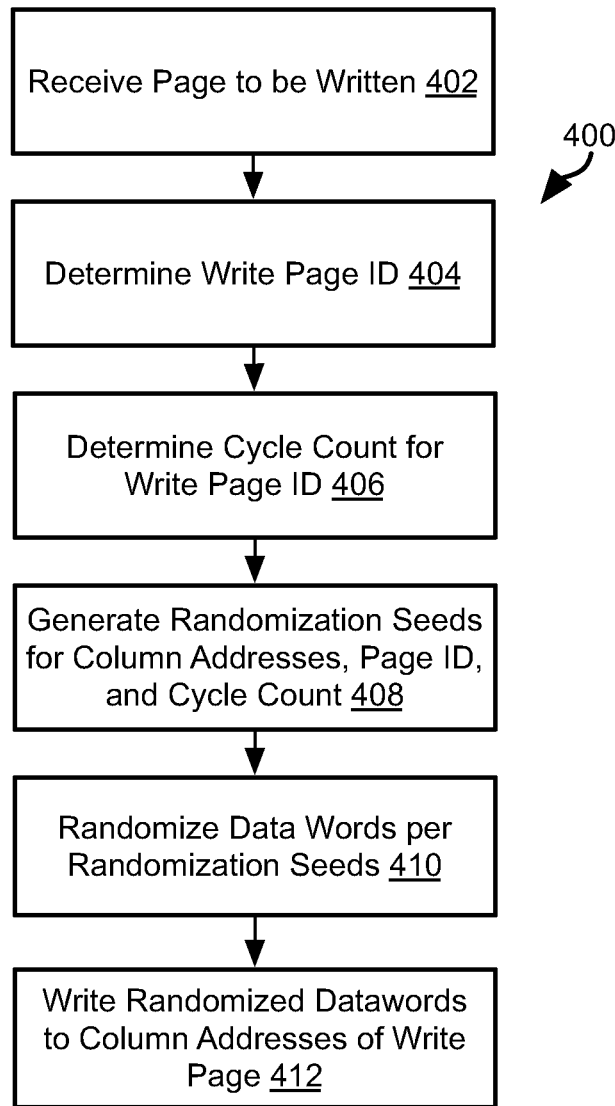 Receive Page to be Written 402
400
Determine Write Page ID 404
Determine Cycle Count for
Write Page ID 406
Generate Randomization Seeds
for Column Addresses, Page ID,
and Cycle Count 408
Randomize Data Words per
Randomization Seeds 410
Write Randomized Datawords
to Column Addresses of Write
Page 412